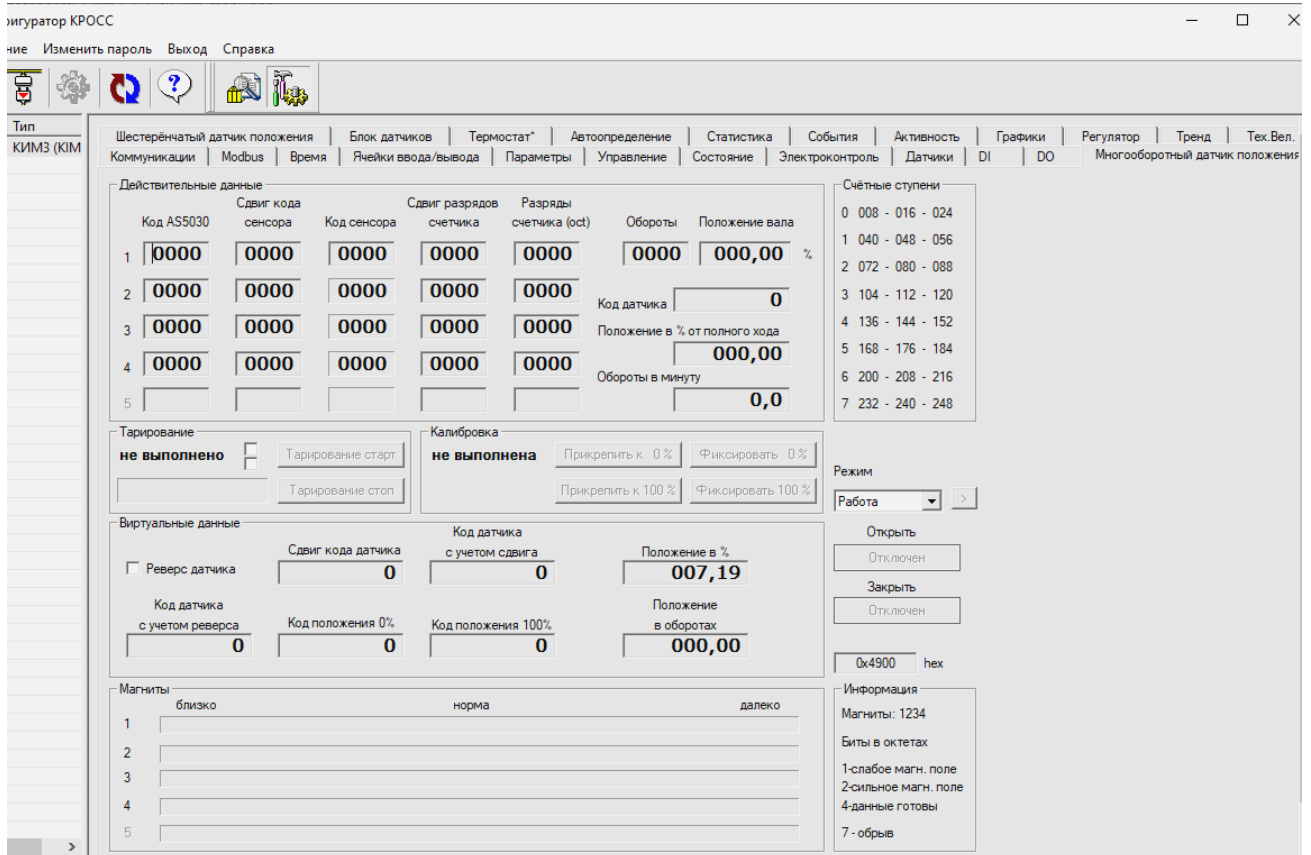 ригуратор КРОСС
ние Изменить пароль Выход Справка
Тип
КИМ3 (KIM
Шестерёнчатый датчик положения Блок датчиков Термостат* Автоопределение Статистика События Активность Графики Регулятор Тренд Тех.Вел.
Коммуникации Modbus Время Ячейки ввода/вывода Параметры Управление Состояние Электроконтроль Датчики DI DO Многооборотный датчик положения
Действительные данные
Код AS5030 Сдвиг кода сенсора Код сенсора Сдвиг разрядов счетчика Разряды счетчика (oct) Обороты Положение вала
1 0000 0000 0000 0000 0000 0000 000,00 %
2 0000 0000 0000 0000 0000
Код датчика 0
3 0000 0000 0000 0000 0000
Положение в % от полного хода
000,00
4 0000 0000 0000 0000 0000
Обороты в минуту
0,0
5
Счётные ступени
0 008 - 016 - 024
1 040 - 048 - 056
2 072 - 080 - 088
3 104 - 112 - 120
4 136 - 144 - 152
5 168 - 176 - 184
6 200 - 208 - 216
7 232 - 240 - 248
Тарирование
не выполнено Тарирование старт
Тарирование стоп
Калибровка
не выполнена Прикрепить к 0 % Фиксировать 0 %
Прикрепить к 100 % Фиксировать 100 %
Режим
Работа >
Открыть
Отключен
Закрыть
Отключен
0x4900 hex
Виртуальные данные
Реверс датчика
Сдвиг кода датчика
0
Код датчика
с учетом сдвига
0
Положение в %
007,19
Код датчика
с учетом реверса
0
Код положения 0%
0
Код положения 100%
0
Положение
в оборотах
000,00
Магниты
близко норма далеко
1
2
3
4
5
Информация
Магниты: 1234
Биты в октетах
1-слабое магн. поле
2-сильное магн. поле
4-данные готовы
7 - обрыв